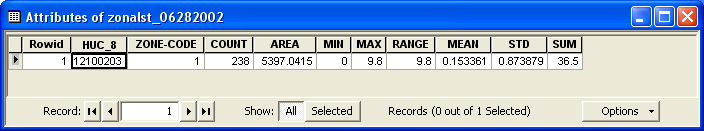 Attributes of zonalst_06282002
Rowid HUC_8 ZONE-CODE COUNT AREA MIN MAX RANGE MEAN STD SUM
1 12100203 1 238 5397.0415 0 9.8 9.8 0.153361 0.873879 36.5
Record: 1 Show: All Selected Records (0 out of 1 Selected) Options